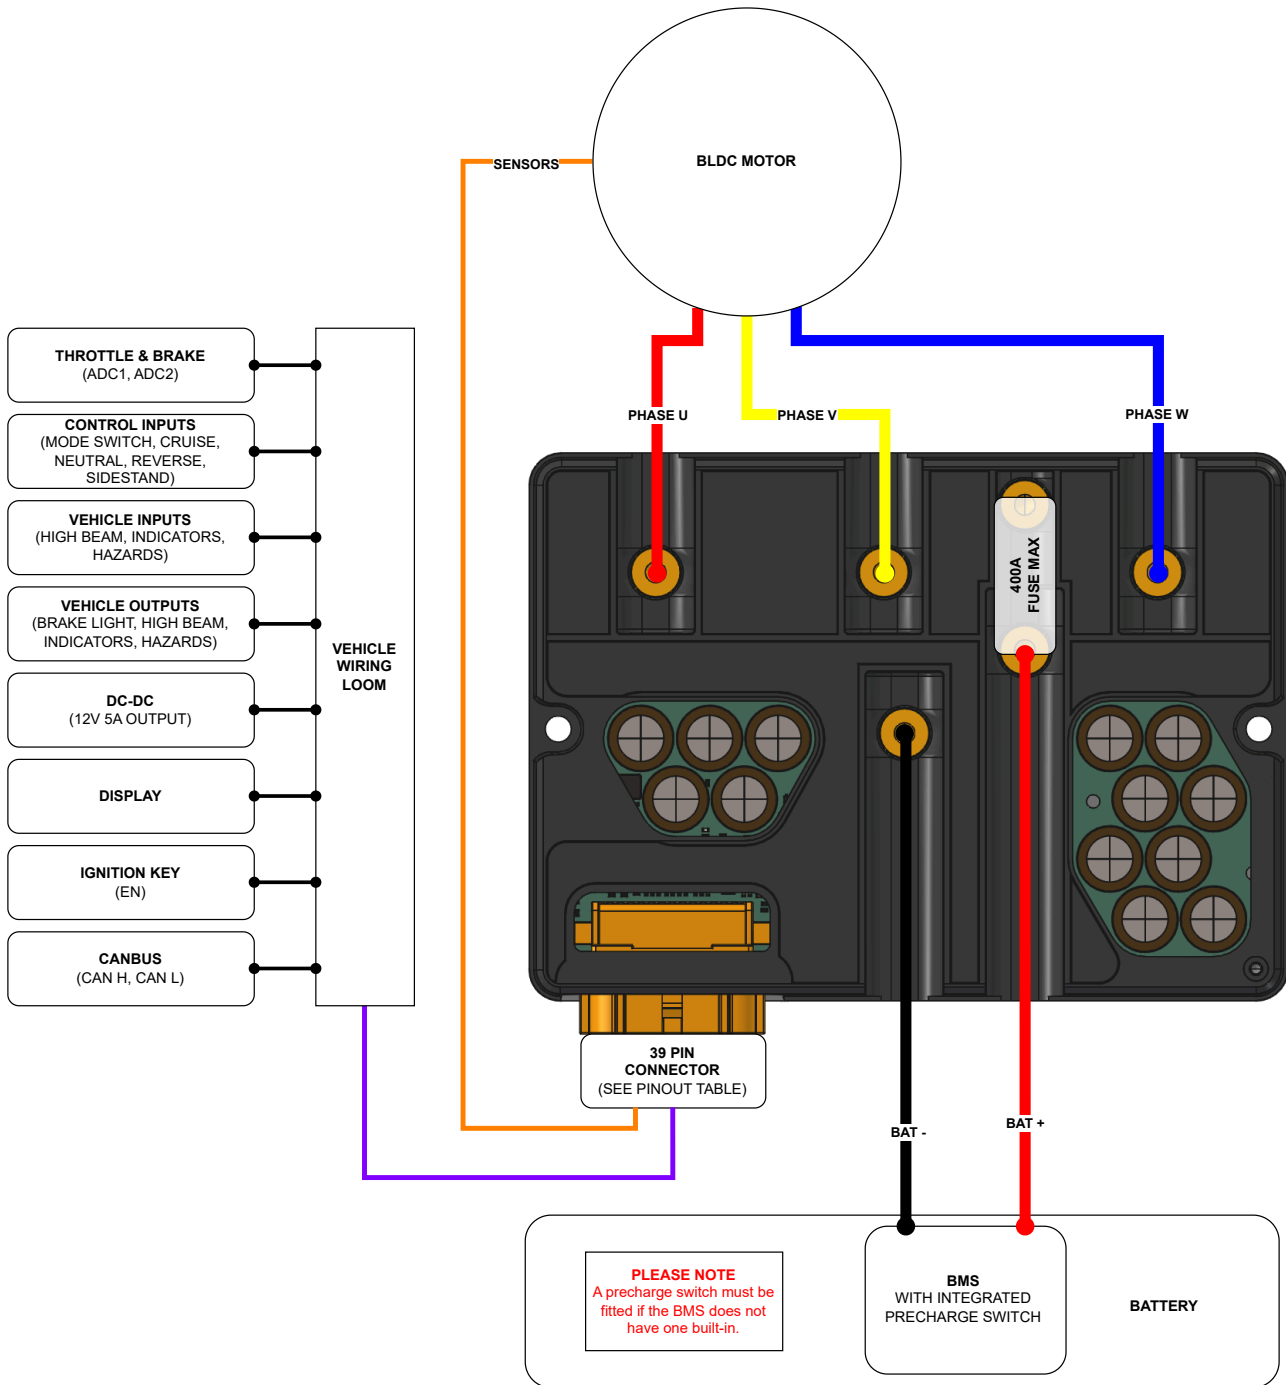 BLDC MOTOR
SENSORS
PHASE U
PHASE V
PHASE W
THROTTLE & BRAKE
(ADC1, ADC2)
CONTROL INPUTS
(MODE SWITCH, CRUISE,
NEUTRAL, REVERSE,
SIDESTAND)
VEHICLE INPUTS
(HIGH BEAM, INDICATORS,
HAZARDS)
VEHICLE OUTPUTS
(BRAKE LIGHT, HIGH BEAM,
INDICATORS, HAZARDS)
DC-DC
(12V 5A OUTPUT)
DISPLAY
IGNITION KEY
(EN)
CANBUS
(CAN H, CAN L)
VEHICLE
WIRING
LOOM
400A
FUSE MAX
39 PIN
CONNECTOR
(SEE PINOUT TABLE)
BAT -
BAT +
PLEASE NOTE
A precharge switch must be
fitted if the BMS does not
have one built-in.
BMS
WITH INTEGRATED
PRECHARGE SWITCH
BATTERY